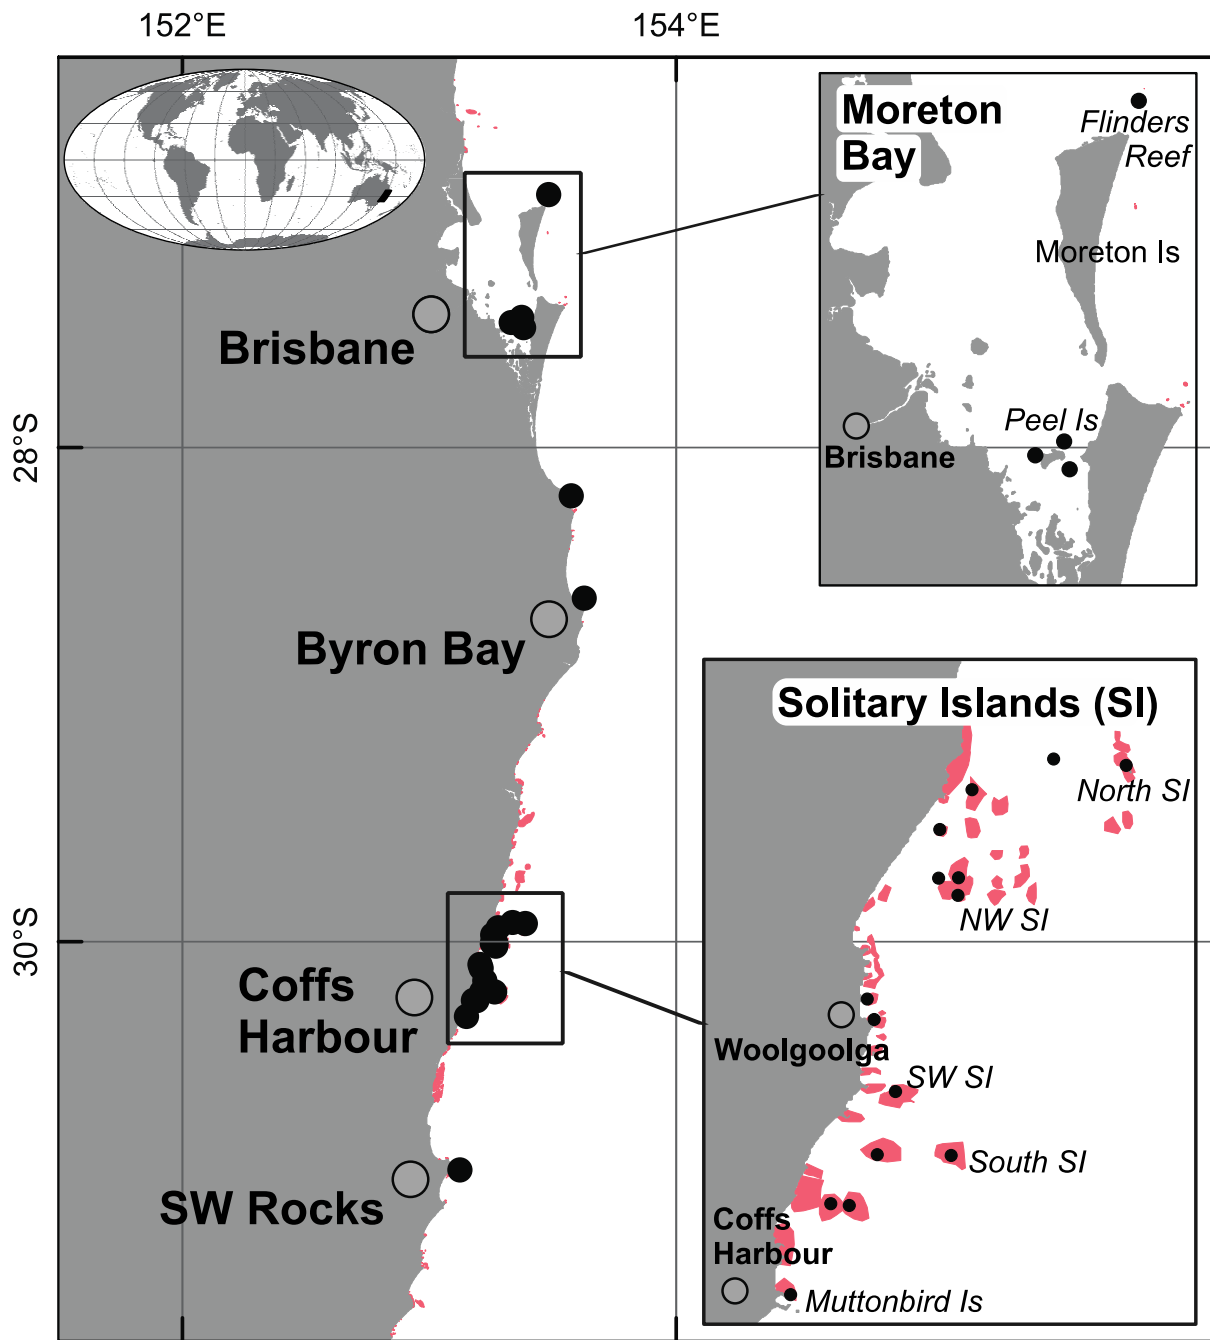 152°E
154°E
28°S
30°S
Brisbane
Byron Bay
Coffs
Harbour
SW Rocks
Moreton
Bay
Flinders
Reef
Moreton Is
Peel Is
Brisbane
Solitary Islands (SI)
North SI
NW SI
Woolgoolga
SW SI
South SI
Coffs
Harbour
Muttonbird Is